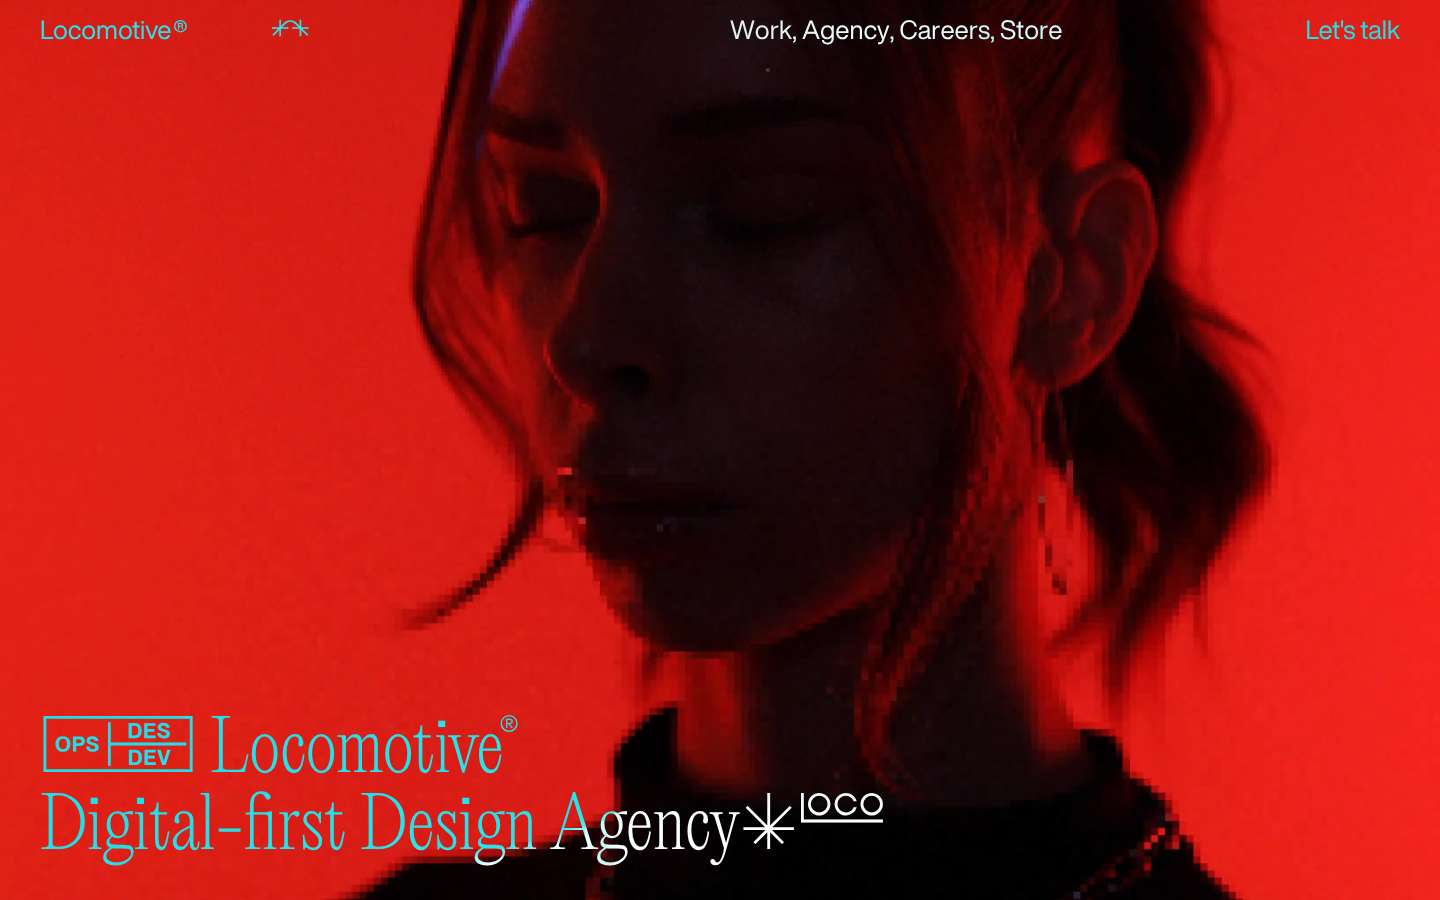 Locomotive®
Work, Agency, Careers, Store
Let's talk
OPS DES DEV Locomotive®
Digital-first Design Agency LOCO